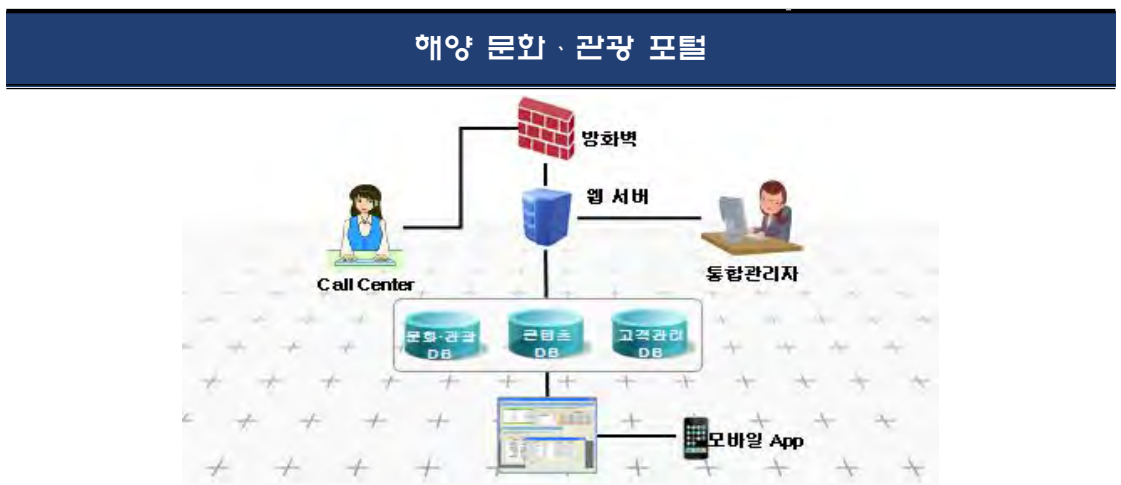 해양 문화 · 관광 포털
방화벽
웹 서버
Call Center
통합관리자
문화·관광
DB
콘텐츠
DB
고객관리
DB
모바일 App